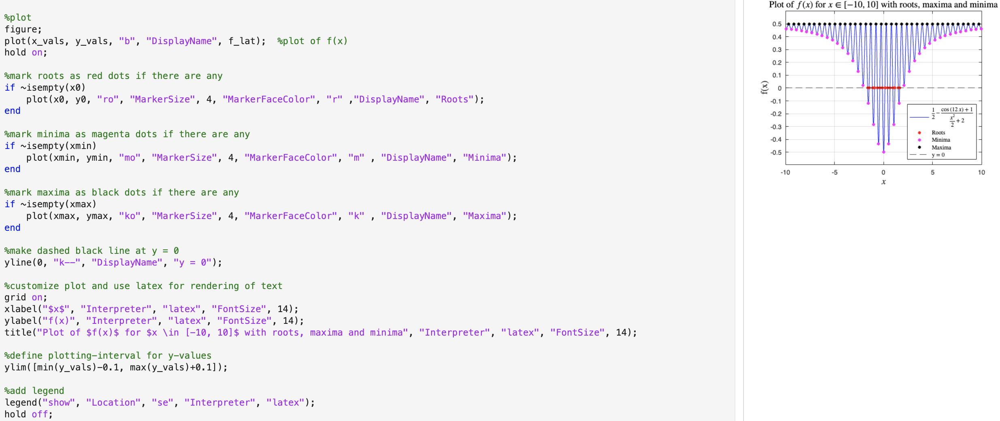 %plot
figure;
plot(x_vals, y_vals, "b", "DisplayName", f_lat);  %plot of f(x)
hold on;
%mark roots as red dots if there are any
if ~isempty(x0)
    plot(x0, y0, "ro", "MarkerSize", 4, "MarkerFaceColor", "r" ,"DisplayName", "Roots");
end
%mark minima as magenta dots if there are any
if ~isempty(xmin)
    plot(xmin, ymin, "mo", "MarkerSize", 4, "MarkerFaceColor", "m" , "DisplayName", "Minima");
end
%mark maxima as black dots if there are any
if ~isempty(xmax)
    plot(xmax, ymax, "ko", "MarkerSize", 4, "MarkerFaceColor", "k" , "DisplayName", "Maxima");
end
%make dashed black line at y = 0
yline(0, "k--", "DisplayName", "y = 0");
%customize plot and use latex for rendering of text
grid on;
xlabel("$x$", "Interpreter", "latex", "FontSize", 14);
ylabel("f(x)", "Interpreter", "latex", "FontSize", 14);
title("Plot of $f(x)$ for $x \in [-10, 10]$ with roots, maxima and minima", "Interpreter", "latex", "FontSize", 14);
%define plotting-interval for y-values
ylim([min(y_vals)-0.1, max(y_vals)+0.1]);
%add legend
legend("show", "Location", "se", "Interpreter", "latex");
hold off;
Plot of f(x) for x ∈ [−10, 10] with roots, maxima and minima
0.5
0.4
0.3
0.2
0.1
0
-0.1
-0.2
-0.3
-0.4
-0.5
f(x)
-10 -5 0 5 10
x
1/2 − (cos (12 x) + 1)/(x²/2 + 2)
Roots
Minima
Maxima
y = 0